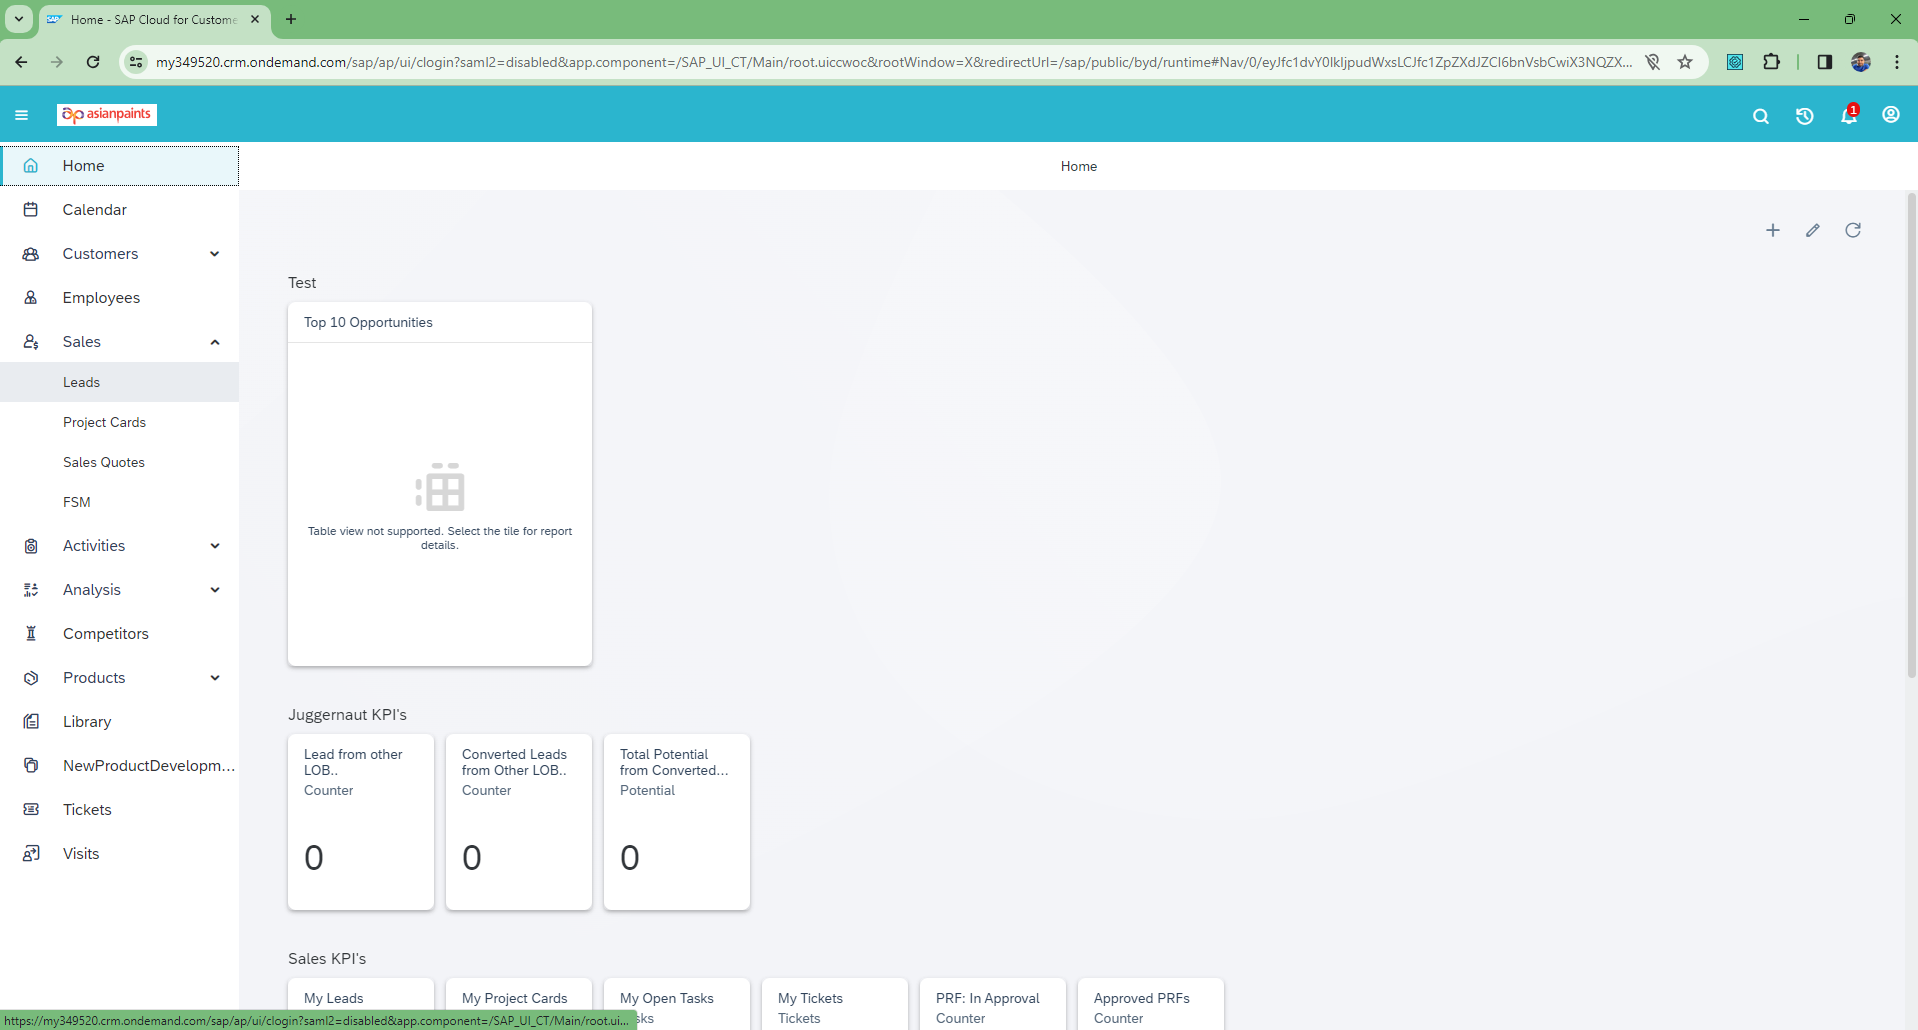 Home - SAP Cloud for Custome
my349520.crm.ondemand.com/sap/ap/ui/clogin?saml2=disabled&app.component=/SAP_UI_CT/Main/root.uiccwoc&rootWindow=X&redirectUrl=/sap/public/byd/runtime#Nav/0/eyJfc1dvY0lkIjpudWxsLCJfc1ZpZXdJZCI6bnVsbCwiX3NQZX...
asianpaints
1
Home
Home
Calendar
Customers
Employees
Sales
Leads
Project Cards
Sales Quotes
FSM
Activities
Analysis
Competitors
Products
Library
NewProductDevelopm...
Tickets
Visits
Test
Top 10 Opportunities
Table view not supported. Select the tile for report
details.
Juggernaut KPI's
Lead from other
LOB..
Counter
0
Converted Leads
from Other LOB..
Counter
0
Total Potential
from Converted...
Potential
0
Sales KPI's
My Leads
My Project Cards
My Open Tasks
sks
My Tickets
Tickets
PRF: In Approval
Counter
Approved PRFs
Counter
https://my349520.crm.ondemand.com/sap/ap/ui/clogin?saml2=disabled&app.component=/SAP_UI_CT/Main/root.ui...